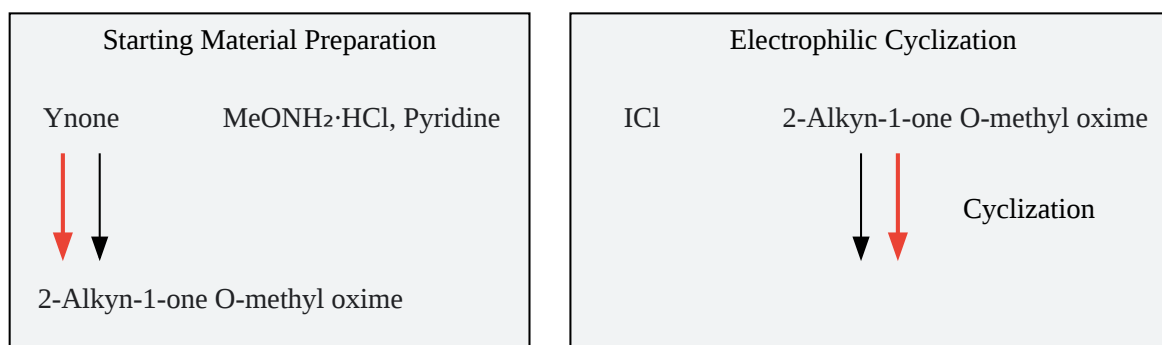 Starting Material Preparation
Ynone
MeONH₂·HCl, Pyridine
2-Alkyn-1-one O-methyl oxime
Electrophilic Cyclization
ICl
2-Alkyn-1-one O-methyl oxime
Cyclization